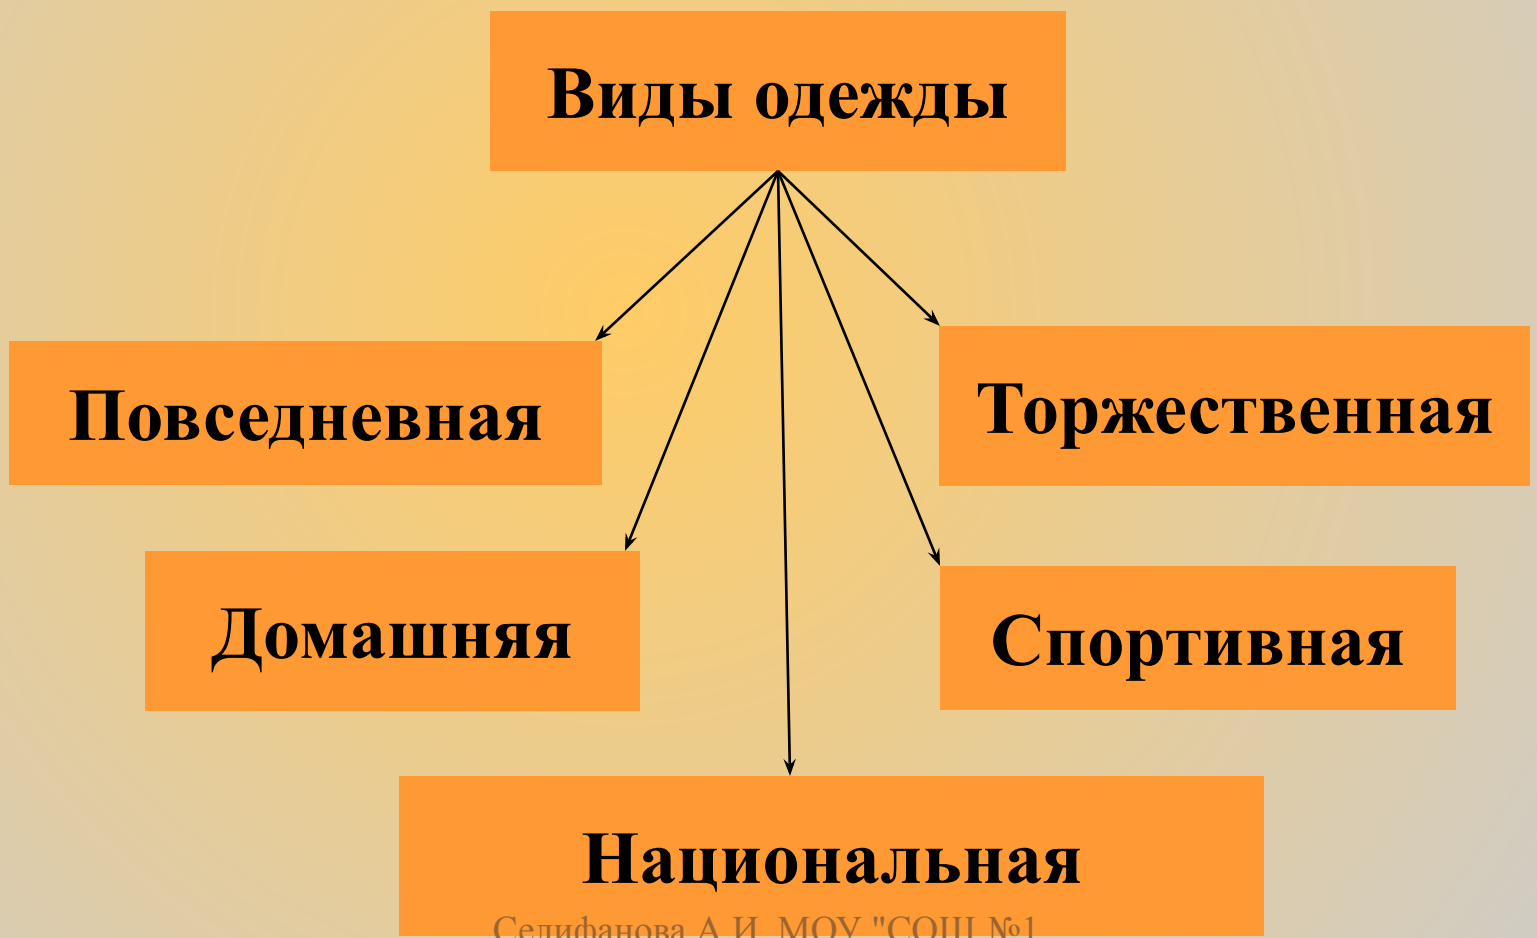 Виды одежды
Повседневная
Торжественная
Домашняя
Спортивная
Национальная
Селифанова А.И. МОУ "СОШ №1